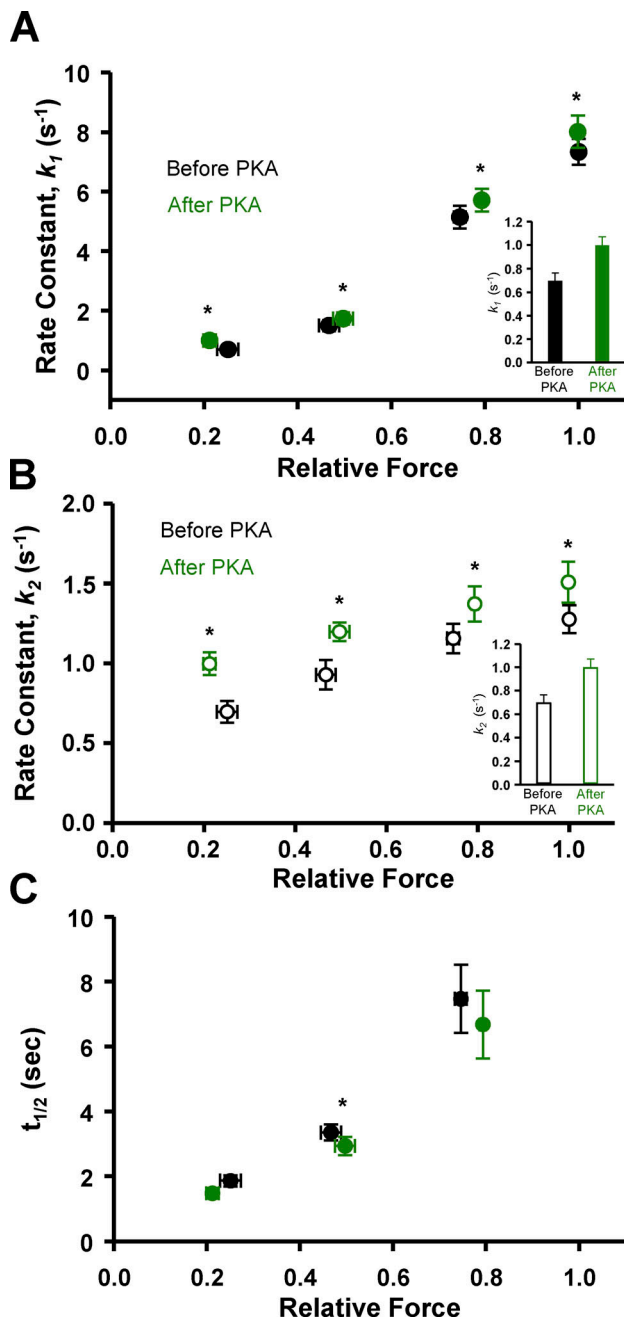 A
Rate Constant, k1 (s-1)
10
8
6
4
2
0
Before PKA
After PKA
*
*
*
*
0.0
0.2
0.4
0.6
0.8
1.0
Relative Force
k1 (s-1)
1.2
1.0
0.8
0.6
0.4
0.2
0.0
Before
PKA
After
PKA
B
Rate Constant, k2 (s-1)
2.0
1.5
1.0
0.5
0.0
Before PKA
After PKA
*
*
*
*
0.0
0.2
0.4
0.6
0.8
1.0
Relative Force
k2 (s-1)
1.2
1.0
0.8
0.6
0.4
0.2
0.0
Before
PKA
After
PKA
C
t1/2 (sec)
10
8
6
4
2
0
*
0.0
0.2
0.4
0.6
0.8
1.0
Relative Force